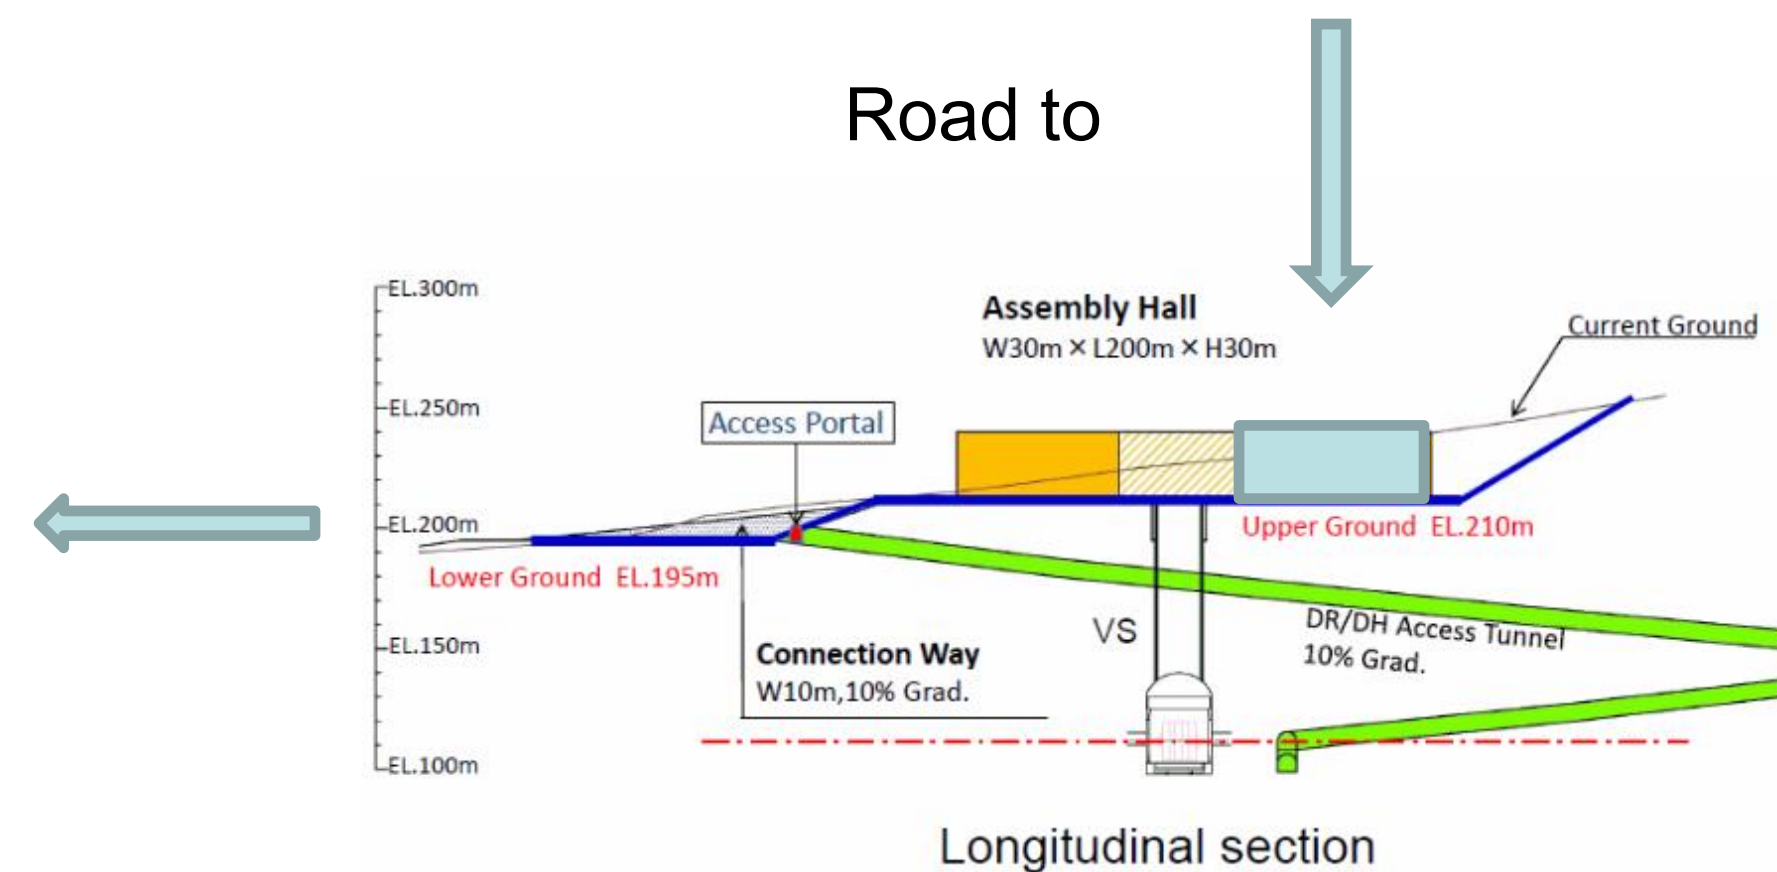 Road to
EL.300m
Assembly Hall
W30m × L200m × H30m
Current Ground
EL.250m
Access Portal
EL.200m
Upper Ground EL.210m
Lower Ground EL.195m
DR/DH Access Tunnel
10% Grad.
VS
EL.150m
Connection Way
W10m,10% Grad.
EL.100m
Longitudinal section